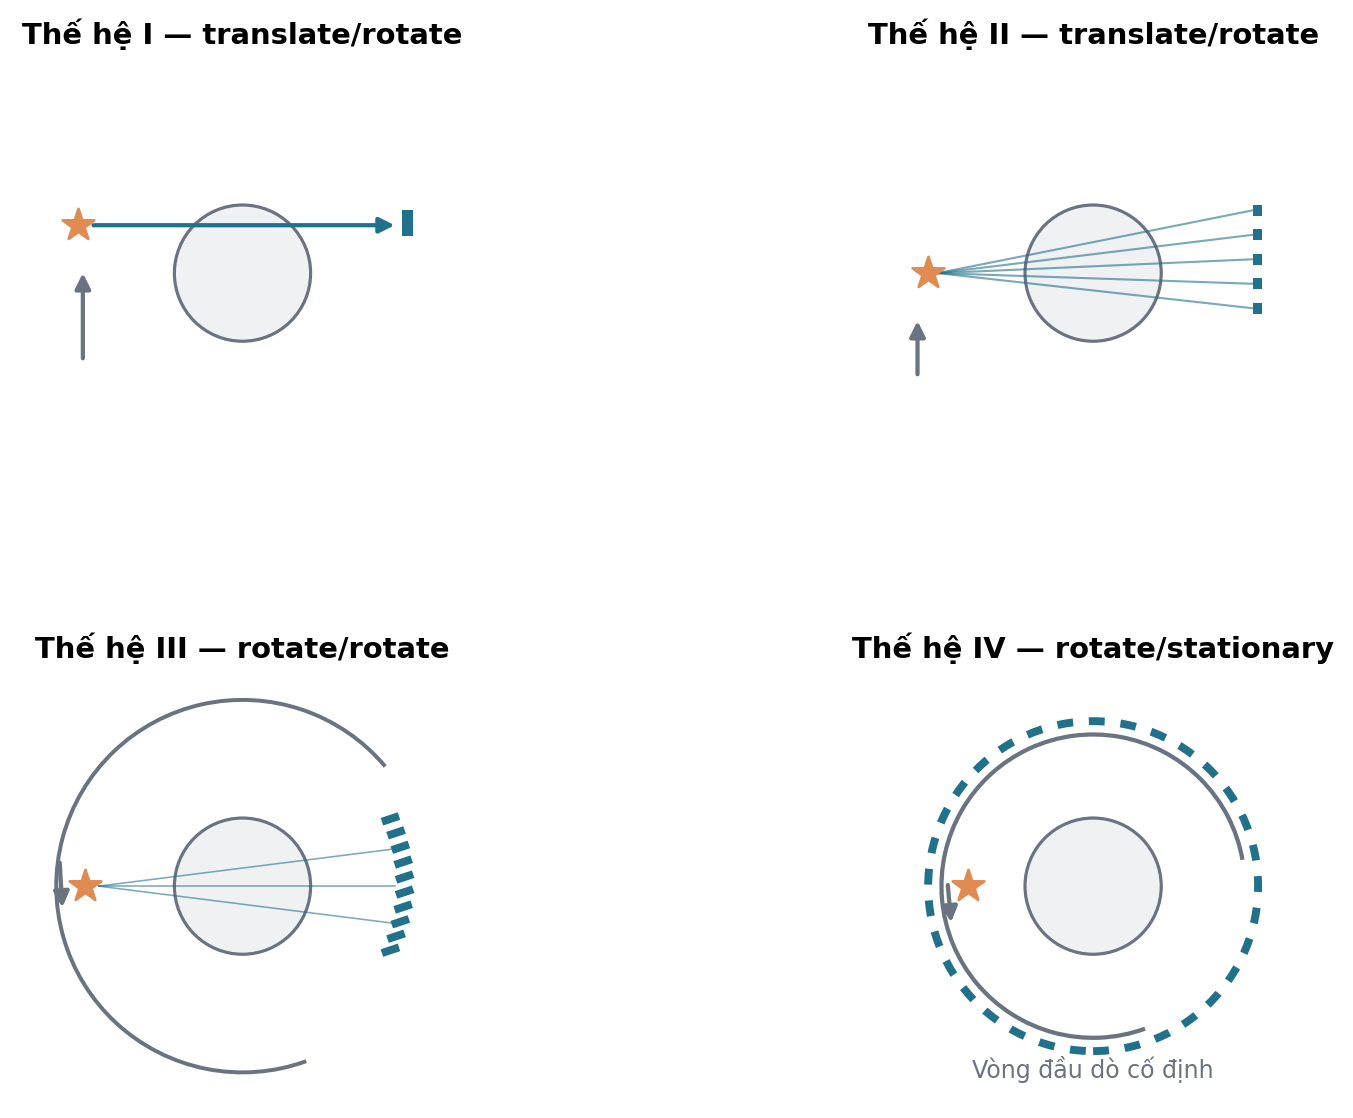 Thế hệ I — translate/rotate
Thế hệ II — translate/rotate
Thế hệ III — rotate/rotate
Thế hệ IV — rotate/stationary
Vòng đầu dò cố định